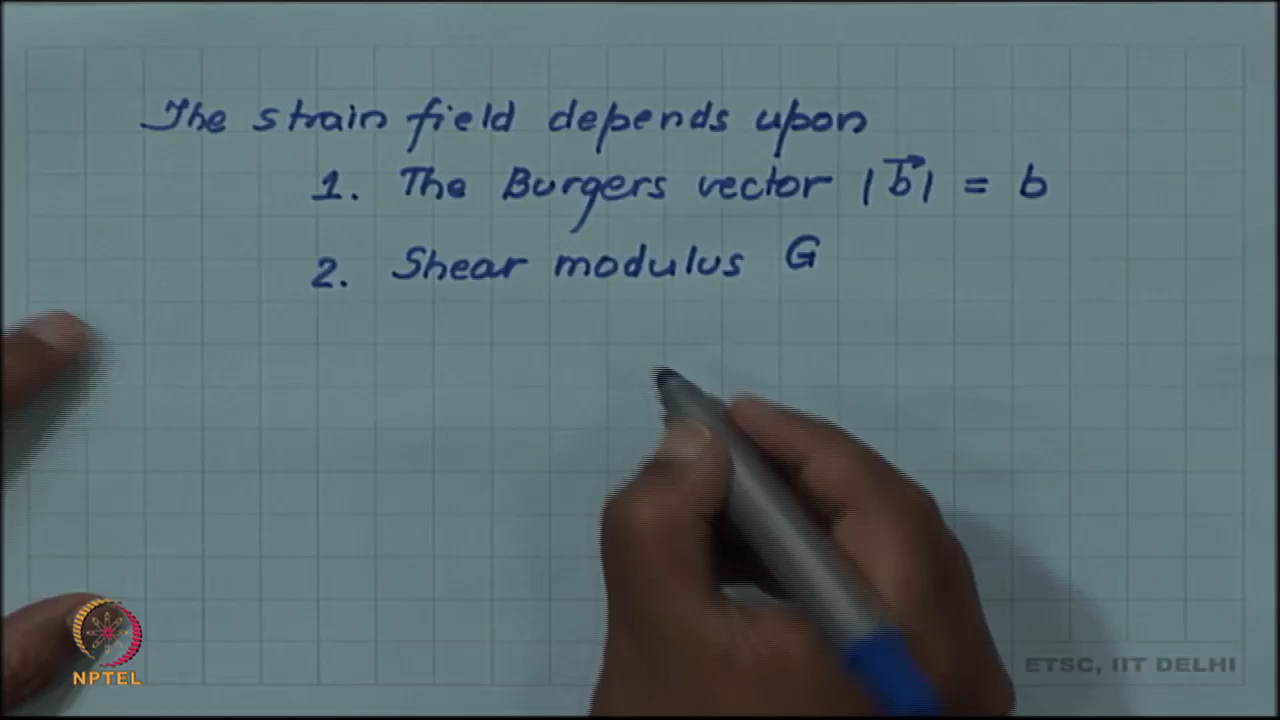 The strain field depends upon
1. The Burgers vector |b⃗| = b
2. Shear modulus G
NPTEL
ETSC, IIT DELHI